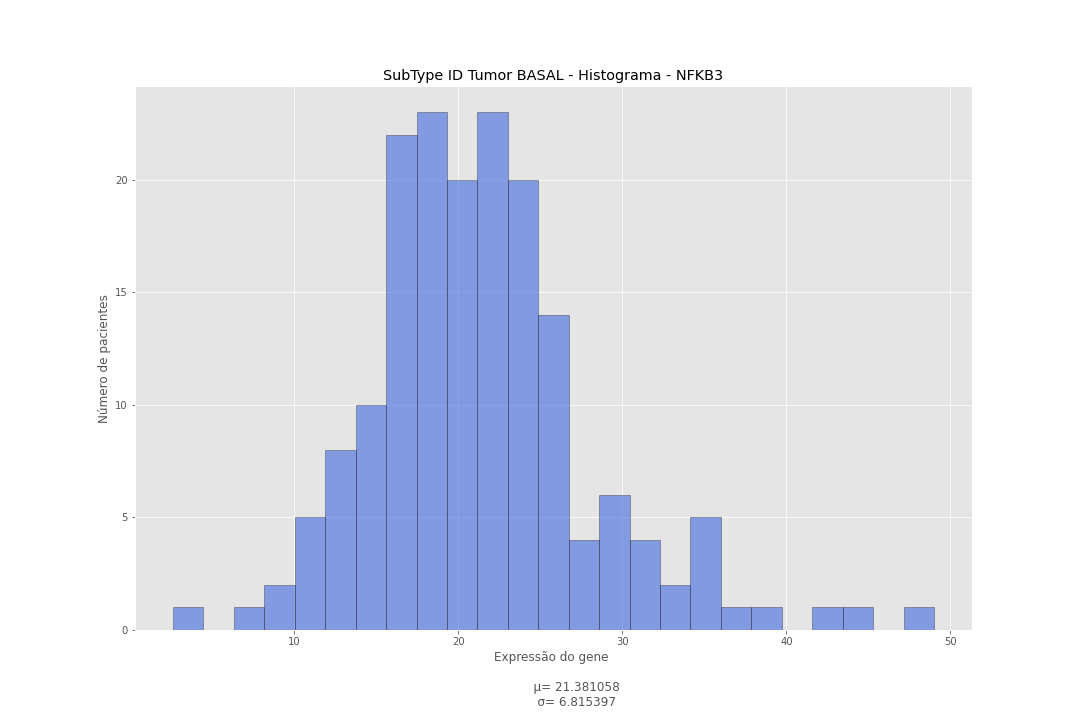 SubType ID Tumor BASAL - Histograma - NFKB3
Número de pacientes
20
15
10
5
0
10 20 30 40 50
Expressão do gene
μ= 21.381058
σ= 6.815397